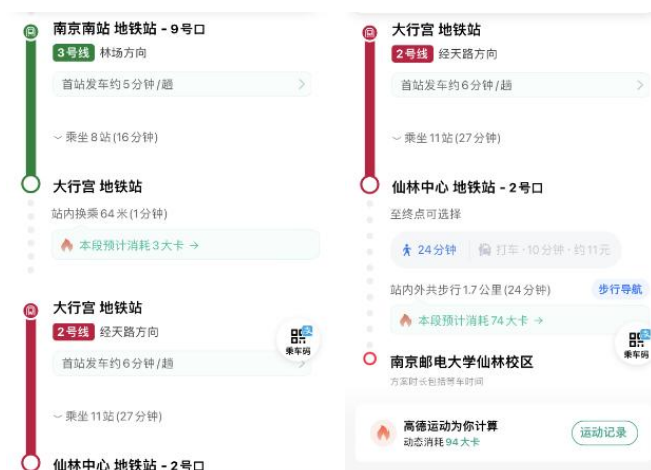 南京南站 地铁站 - 9号口
3号线 林场方向
首站发车约5分钟/趟
乘坐8站(16分钟)
大行宫 地铁站
站内换乘64米(1分钟)
本段预计消耗3大卡 →
大行宫 地铁站
2号线 经天路方向
首站发车约6分钟/趟
乘车码
乘坐11站(27分钟)
仙林中心 地铁站 - 2号口
大行宫 地铁站
2号线 经天路方向
首站发车约6分钟/趟
乘坐11站(27分钟)
仙林中心 地铁站 - 2号口
至终点可选择
24分钟 打车·10分钟·约11元
站内外共步行1.7公里(24分钟) 步行导航
本段预计消耗74大卡 →
乘车码
南京邮电大学仙林校区
方案时长包括等车时间
高德运动为你计算
动态消耗94大卡
运动记录